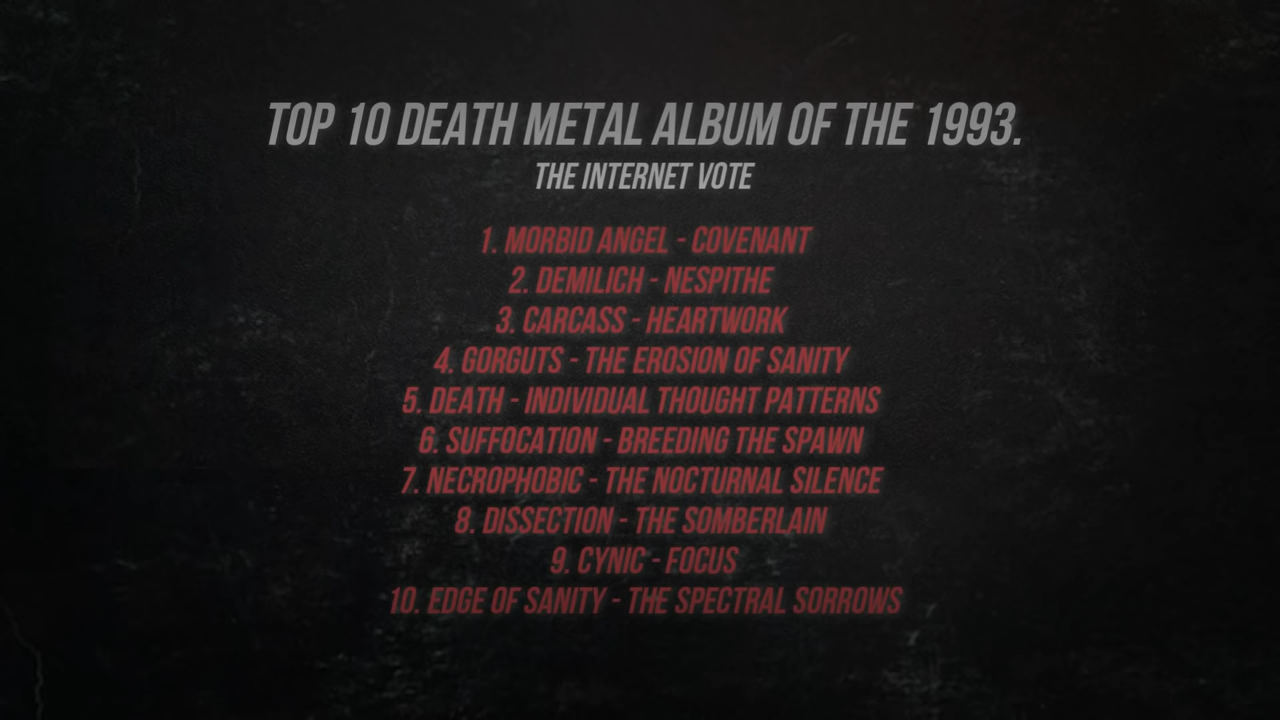 TOP 10 DEATH METAL ALBUM OF THE 1993.
THE INTERNET VOTE
1. MORBID ANGEL - COVENANT
2. DEMILICH - NESPITHE
3. CARCASS - HEARTWORK
4. GORGUTS - THE EROSION OF SANITY
5. DEATH - INDIVIDUAL THOUGHT PATTERNS
6. SUFFOCATION - BREEDING THE SPAWN
7. NECROPHOBIC - THE NOCTURNAL SILENCE
8. DISSECTION - THE SOMBERLAIN
9. CYNIC - FOCUS
10. EDGE OF SANITY - THE SPECTRAL SORROWS